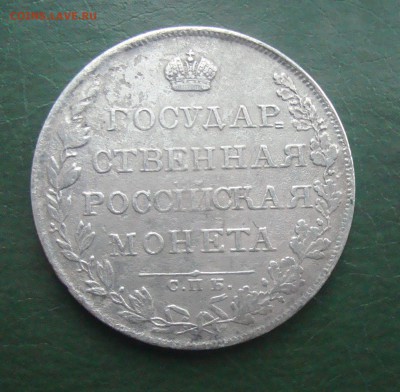 COINS.LAVE.RU
ГОСУДАР-
СТВЕННАЯ
РОССІЙСКАЯ
МОНЕТА
С.П.Б.